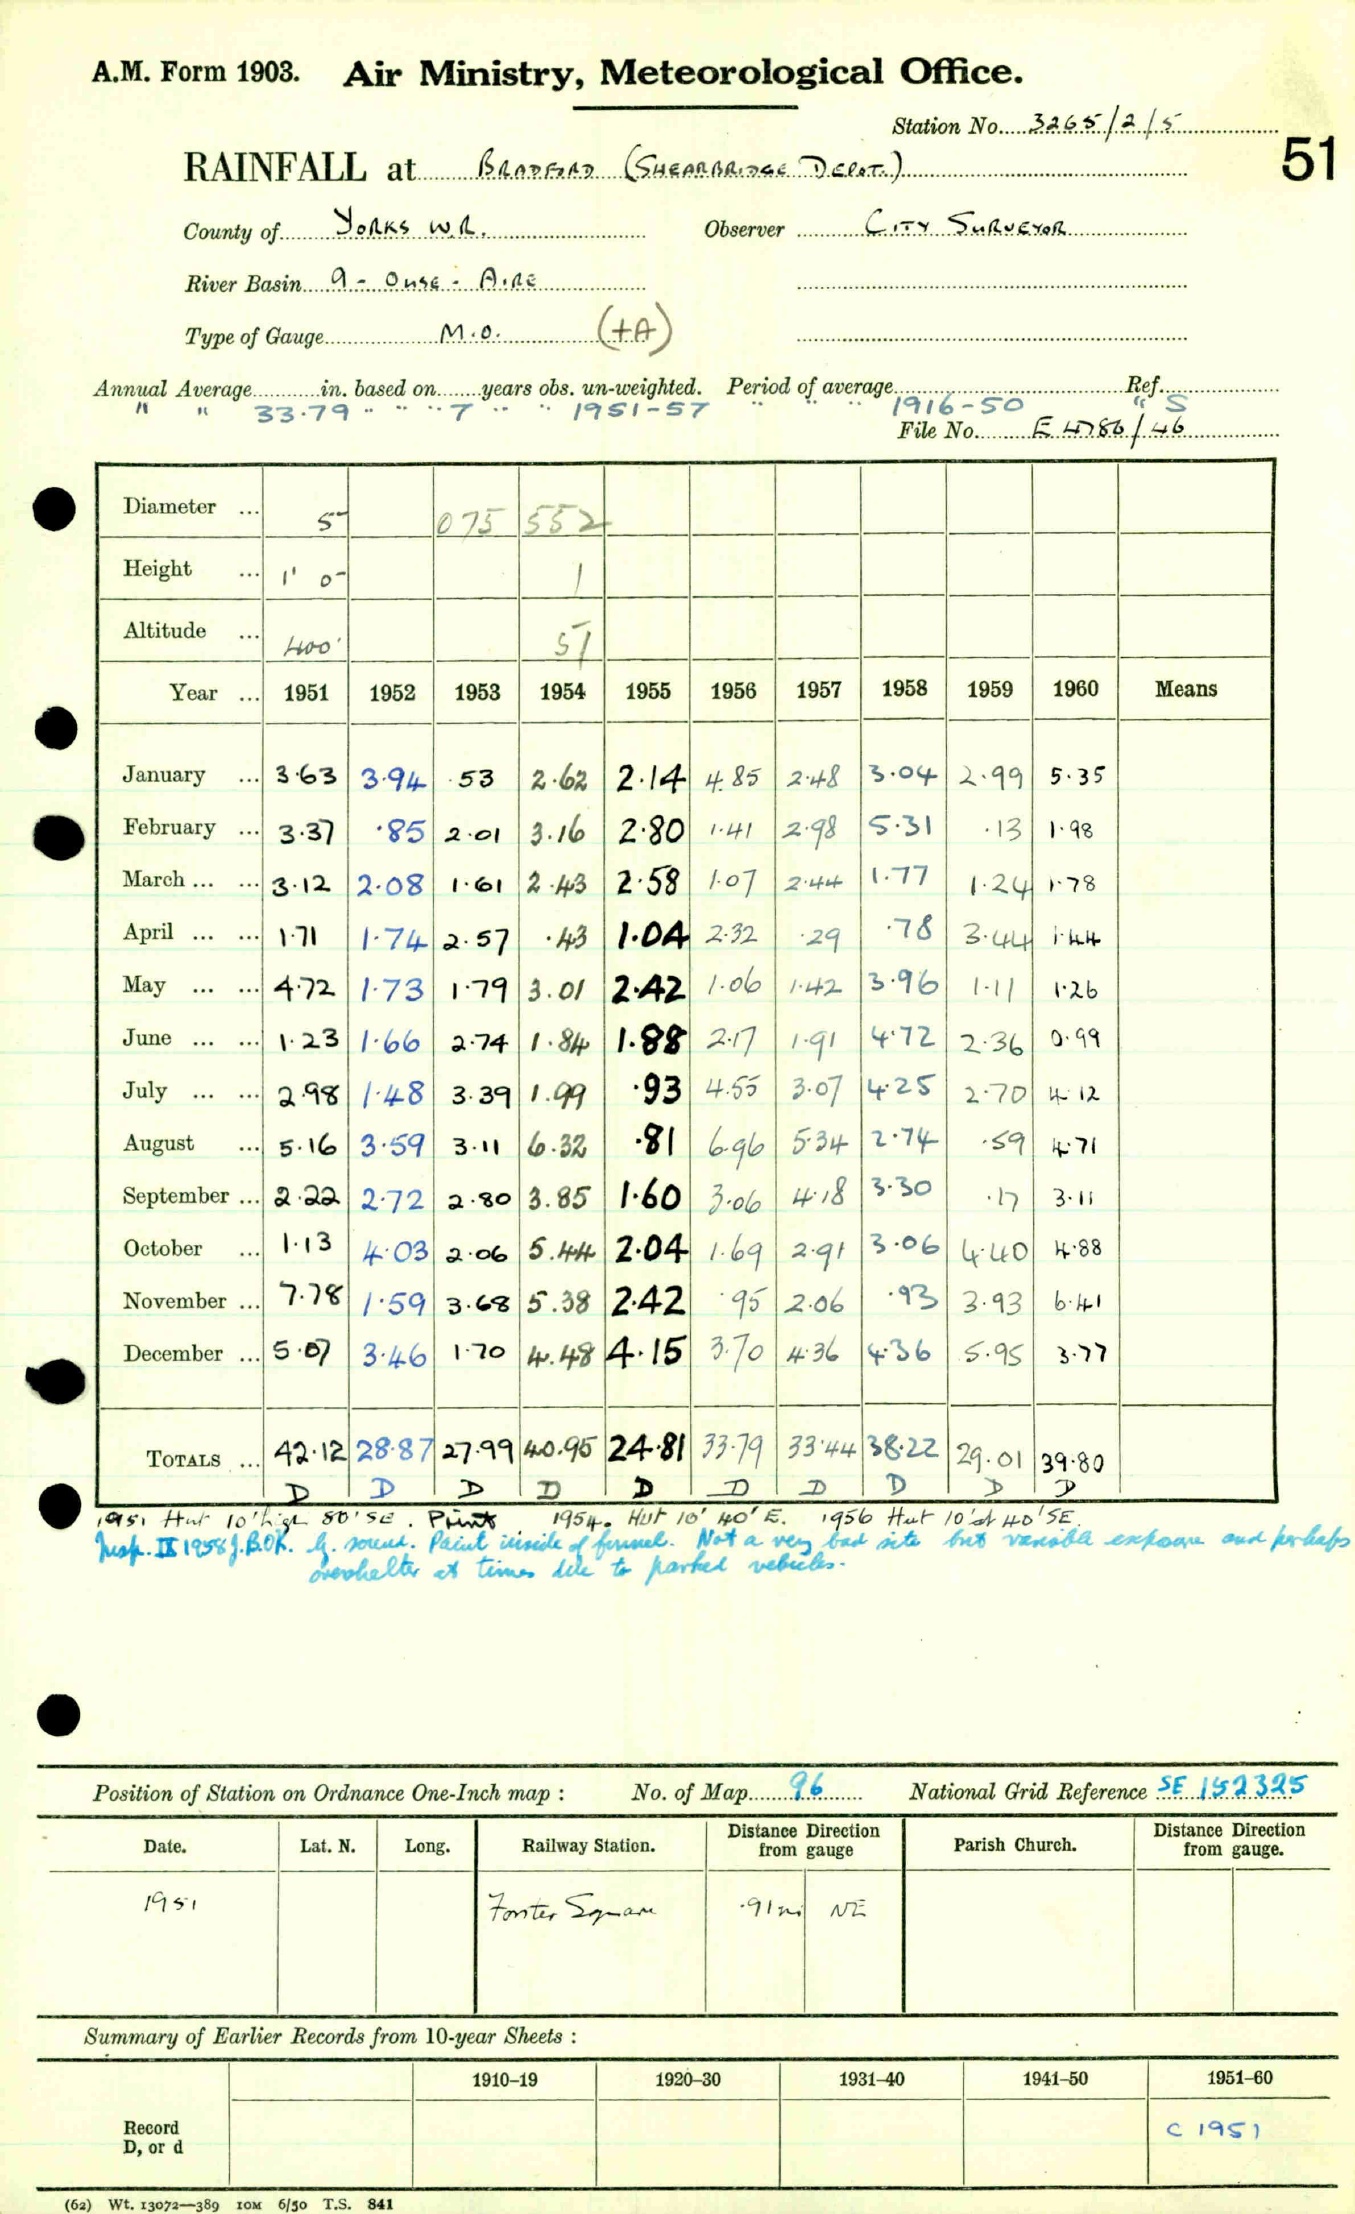 A.M. Form 1903. Air Ministry, Meteorological Office.
Station No. 3265/2/5
51
RAINFALL at BRADFORD (SHEARBRIDGE DEPOT.)
County of YORKS W.R. Observer CITY SURVEYOR
River Basin 9 - OUSE - AIRE
Type of Gauge M.O. (+A)
Annual Average in. based on years obs. un-weighted. Period of average Ref.
" " 33.79 " " " 7 " " 1951-57 " " " 1916-50 " S
File No. E 4786/46
Diameter ... 5" 075 552
Height ... 1' 0" 1
Altitude ... 400' 51
Year ... 1951 1952 1953 1954 1955 1956 1957 1958 1959 1960 Means
January ... 3.63 3.94 .53 2.62 2.14 4.85 2.48 3.04 2.99 5.35
February ... 3.37 .85 2.01 3.16 2.80 1.41 2.98 5.31 .13 1.98
March ... ... 3.12 2.08 1.61 2.43 2.58 1.07 2.44 1.77 1.24 1.78
April ... ... 1.71 1.74 2.57 .43 1.04 2.32 .29 .78 3.44 1.44
May ... ... 4.72 1.73 1.79 3.01 2.42 1.06 1.42 3.96 1.11 1.26
June ... ... 1.23 1.66 2.74 1.84 1.88 2.17 1.91 4.72 2.36 0.99
July ... ... 2.98 1.48 3.39 1.99 .93 4.55 3.07 4.25 2.70 4.12
August ... 5.16 3.59 3.11 6.32 .81 6.96 5.34 2.74 .59 4.71
September ... 2.22 2.72 2.80 3.85 1.60 3.06 4.18 3.30 .17 3.11
October ... 1.13 4.03 2.06 5.44 2.04 1.69 2.91 3.06 4.40 4.88
November ... 7.78 1.59 3.68 5.38 2.42 .95 2.06 .93 3.93 6.41
December ... 5.07 3.46 1.70 4.48 4.15 3.70 4.36 4.36 5.95 3.77
TOTALS ... 42.12 28.87 27.99 40.95 24.81 33.79 33.44 38.22 29.01 39.80
D D D D D D D D D D
1951 Hut 10' high 80' SE. Print 1954. HUT 10' 40' E. 1956 Hut 10' at 40' SE.
Insp. IX 1958 J.B.OK. G. sound. Paint inside of funnel. Not a very bad site but variable exposure and perhaps
overshelter at times due to parked vehicles.
Position of Station on Ordnance One-Inch map : No. of Map 96 National Grid Reference SE 152325
Date. Lat. N. Long. Railway Station. Distance Direction from gauge Parish Church. Distance Direction from gauge.
1951 Forster Square .91mi NE
Summary of Earlier Records from 10-year Sheets :
1910–19 1920–30 1931–40 1941–50 1951–60
Record D, or d C 1951
(62) Wt. 13072—389 10M 6/50 T.S. 841